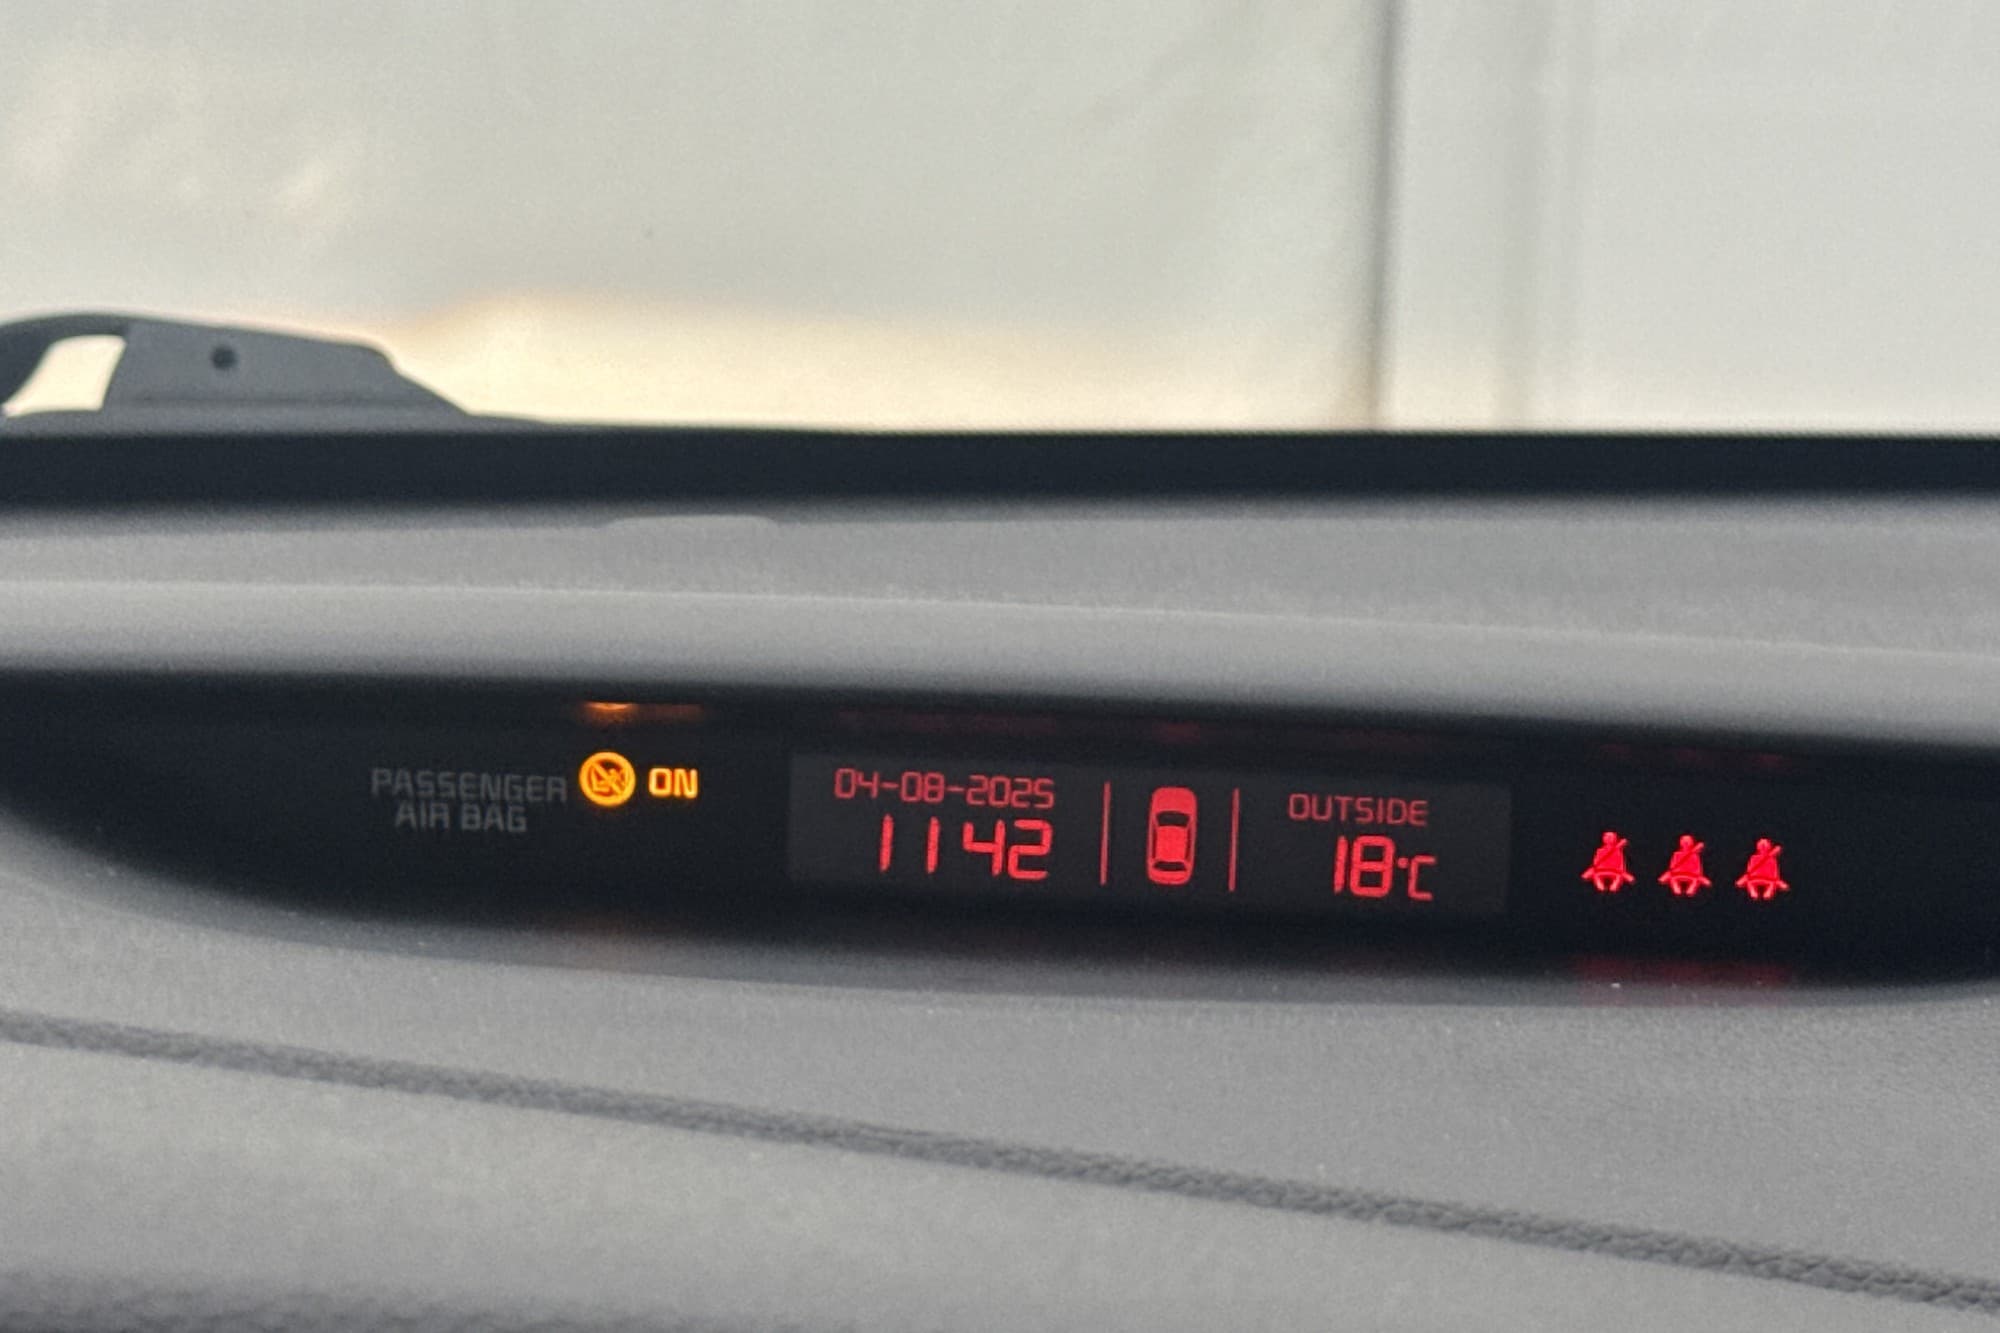 PASSENGER
AIR BAG
ON
04-08-2025
1142
OUTSIDE
18°C